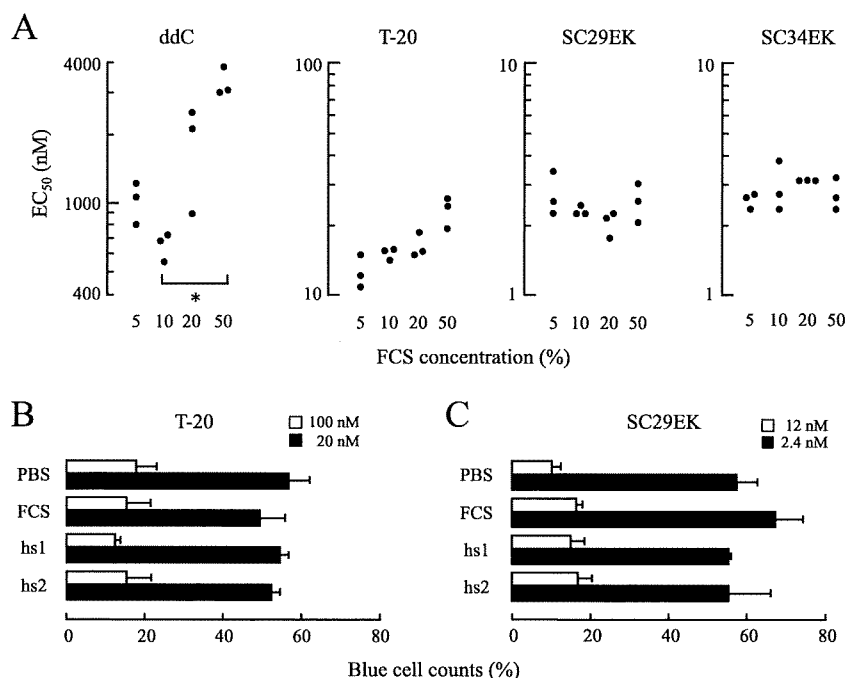 A
ddC
T-20
SC29EK
SC34EK
4000
1000
400
100
10
10
1
10
1
EC50 (nM)
*
5 10 20 50
5 10 20 50
5 10 20 50
5 10 20 50
FCS concentration (%)
B
T-20
100 nM
20 nM
PBS
FCS
hs1
hs2
0 20 40 60 80
C
SC29EK
12 nM
2.4 nM
PBS
FCS
hs1
hs2
0 20 40 60 80
Blue cell counts (%)